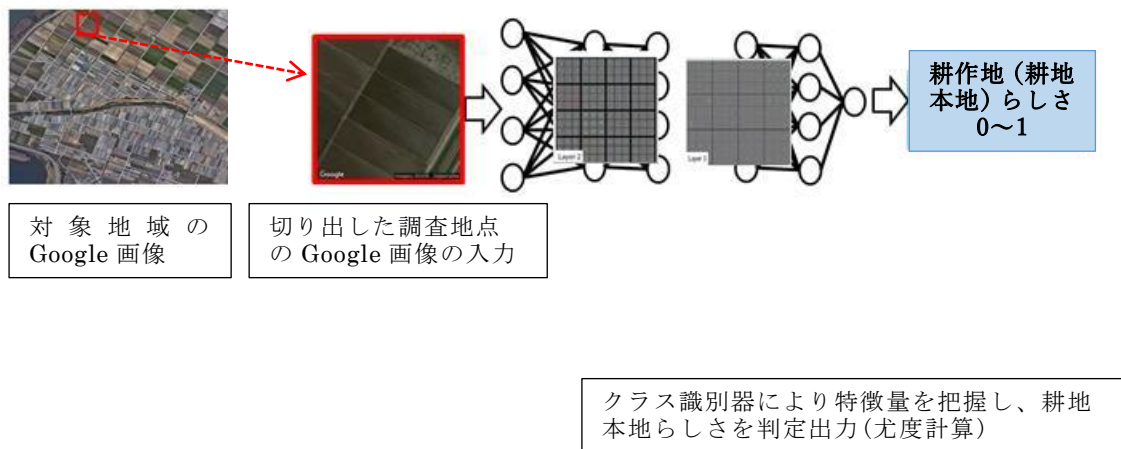 Google
Layer 2
耕作地（耕地
本地）らしさ
0～1
対象地域の
Google 画像
切り出した調査地点
の Google 画像の入力
クラス識別器により特徴量を把握し、耕地
本地らしさを判定出力(尤度計算)